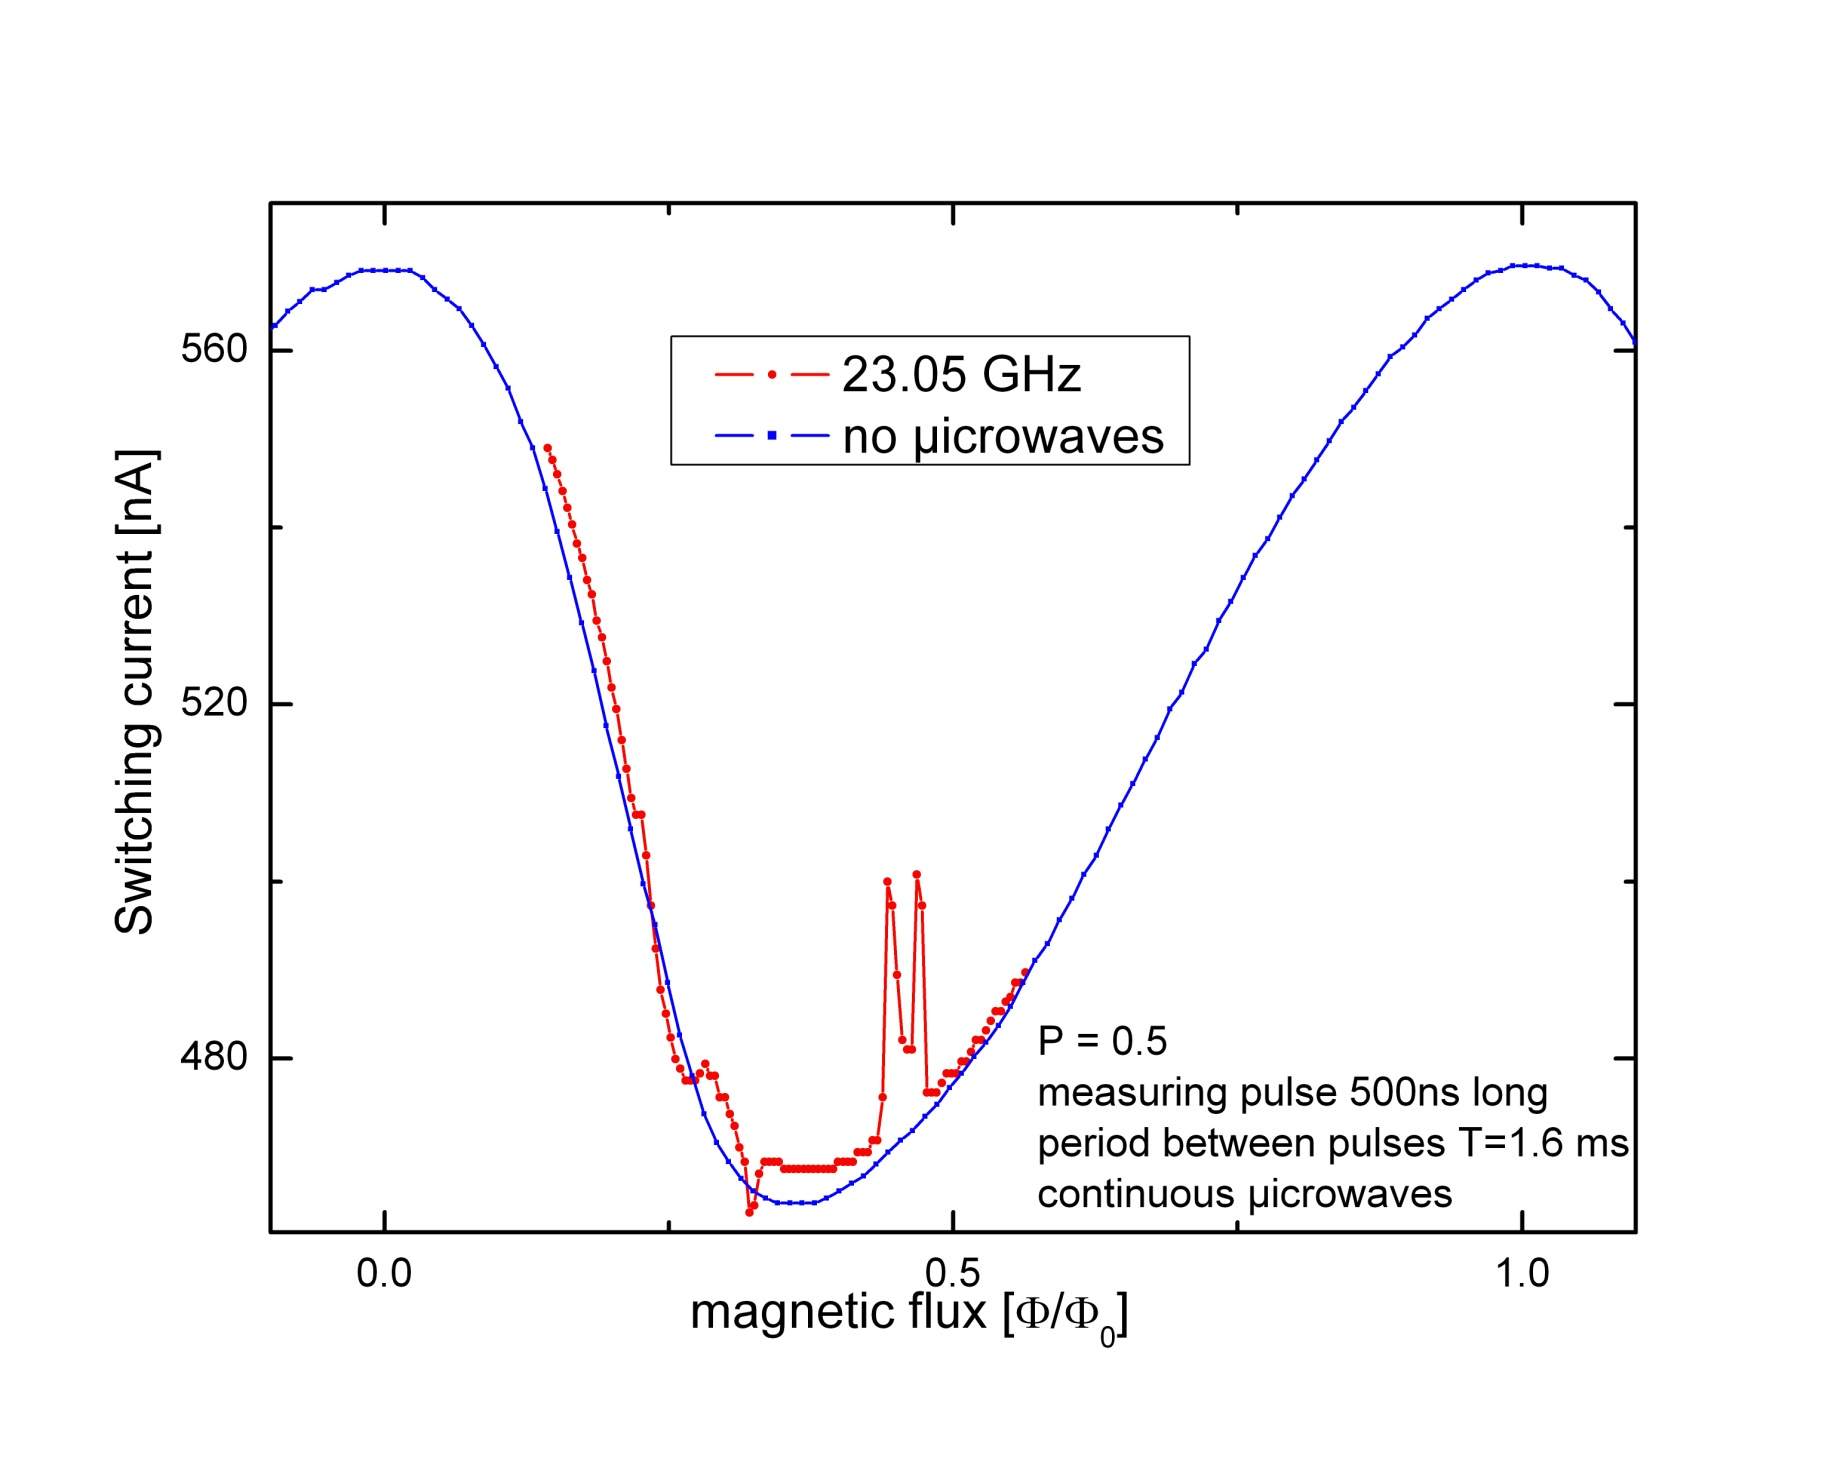 560
520
480
Switching current [nA]
23.05 GHz
no µicrowaves
P = 0.5
measuring pulse 500ns long
period between pulses T=1.6 ms
continuous µicrowaves
0.0
0.5
1.0
magnetic flux [Φ/Φ0]